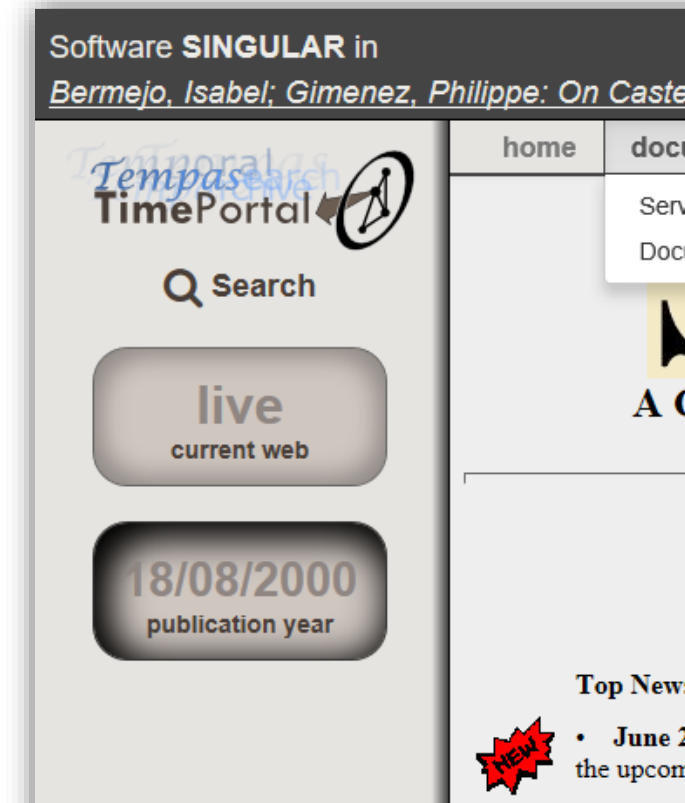 Software SINGULAR in
Bermejo, Isabel; Gimenez, Philippe: On Caste
Tempas
TimePortal
Search
live
current web
18/08/2000
publication year
home docu
Serv
Docu
A
Top News
NEW
• June 2
the upcom